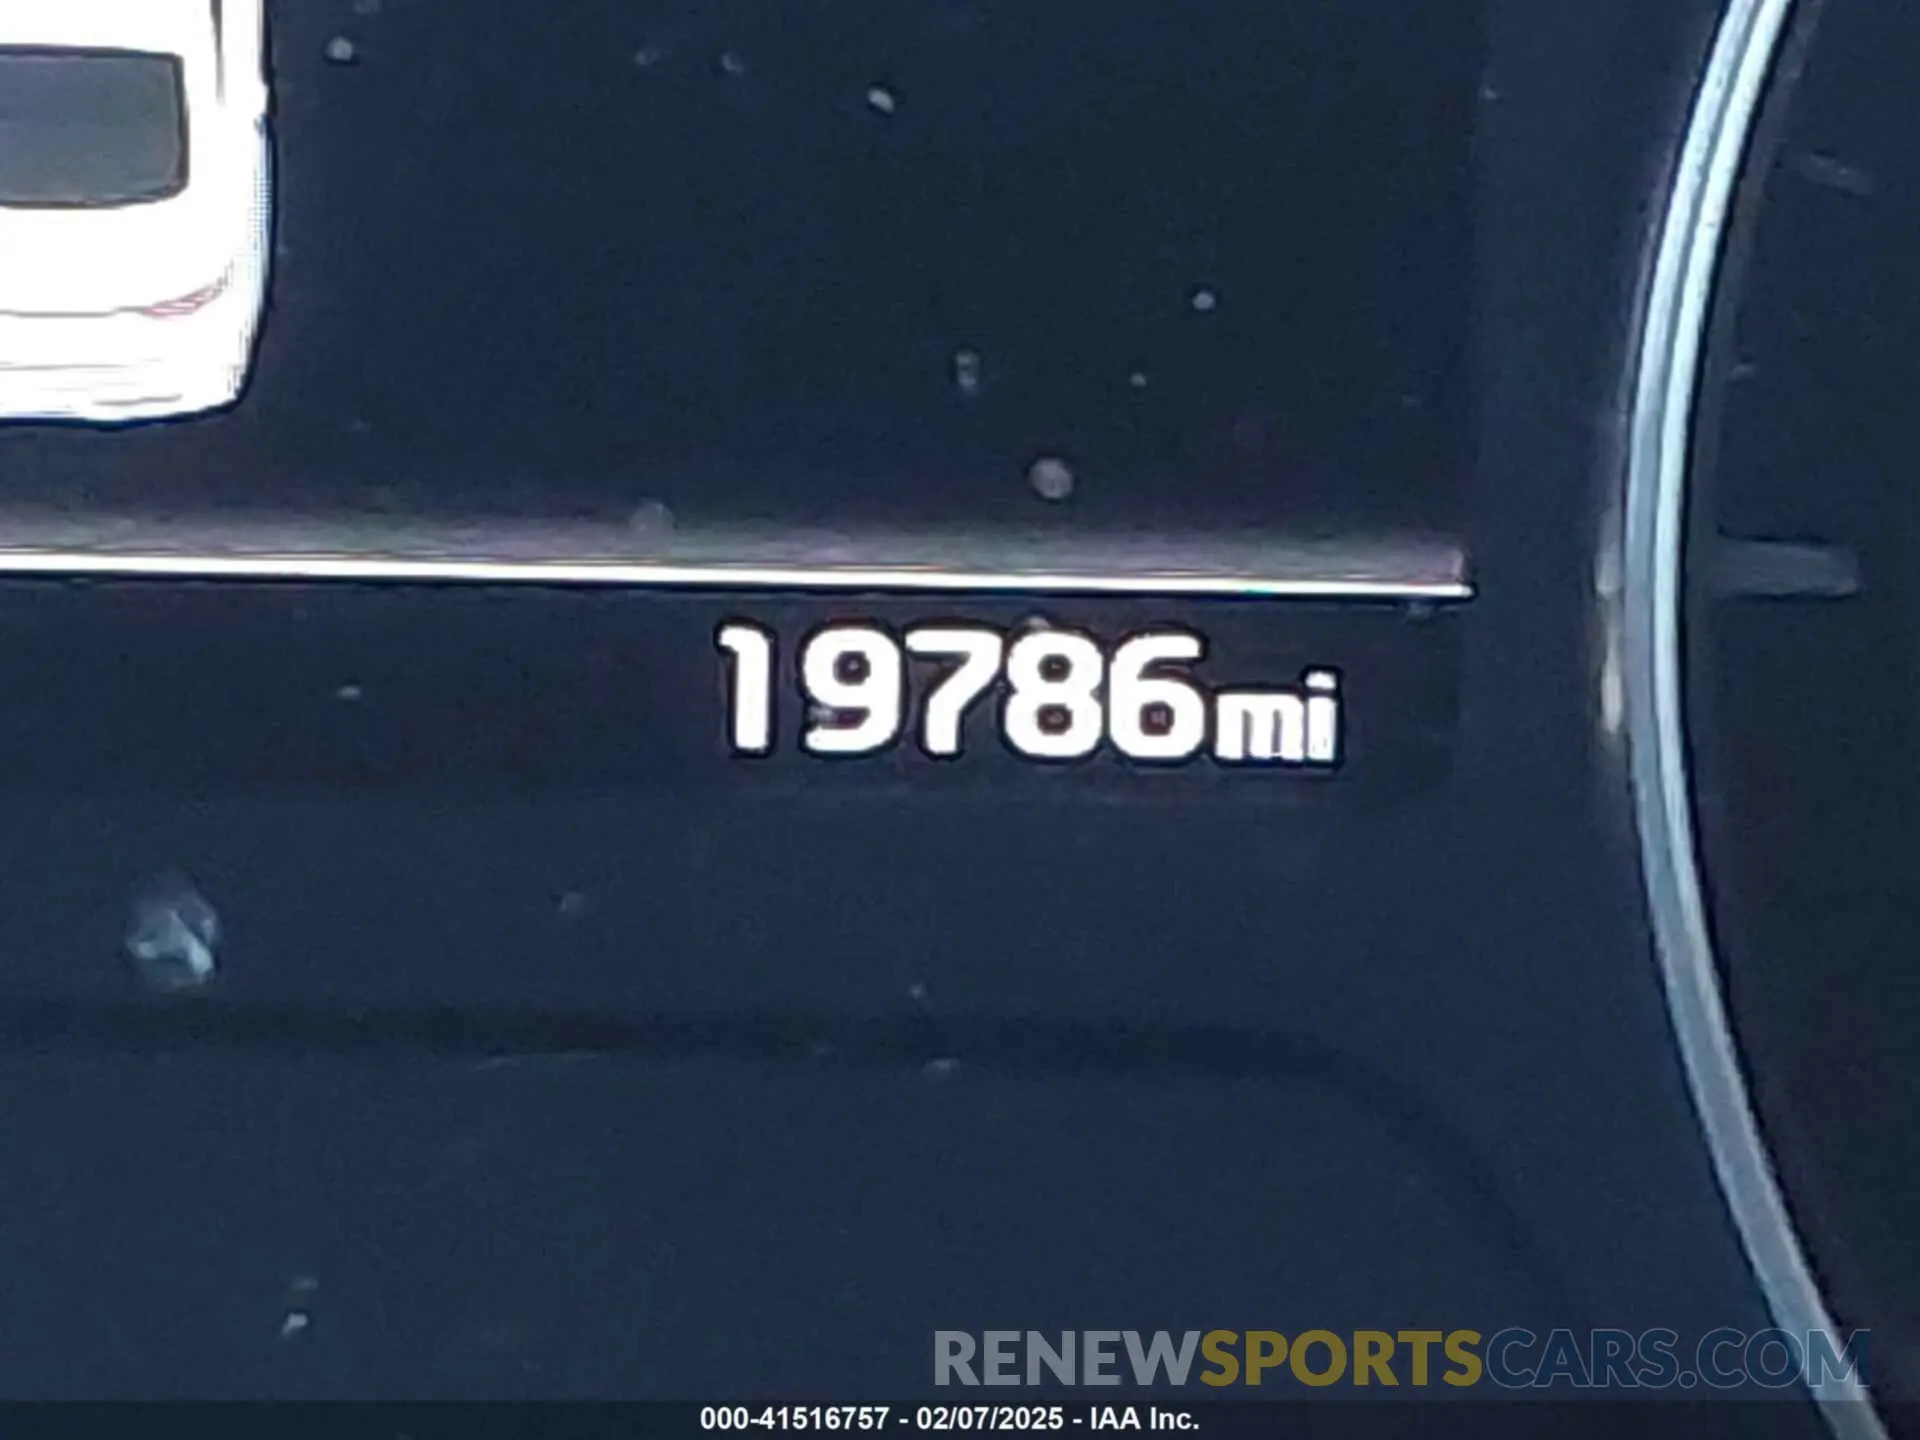 19786mi
RENEWSPORTSCARS.COM
000-41516757 - 02/07/2025 - IAA Inc.